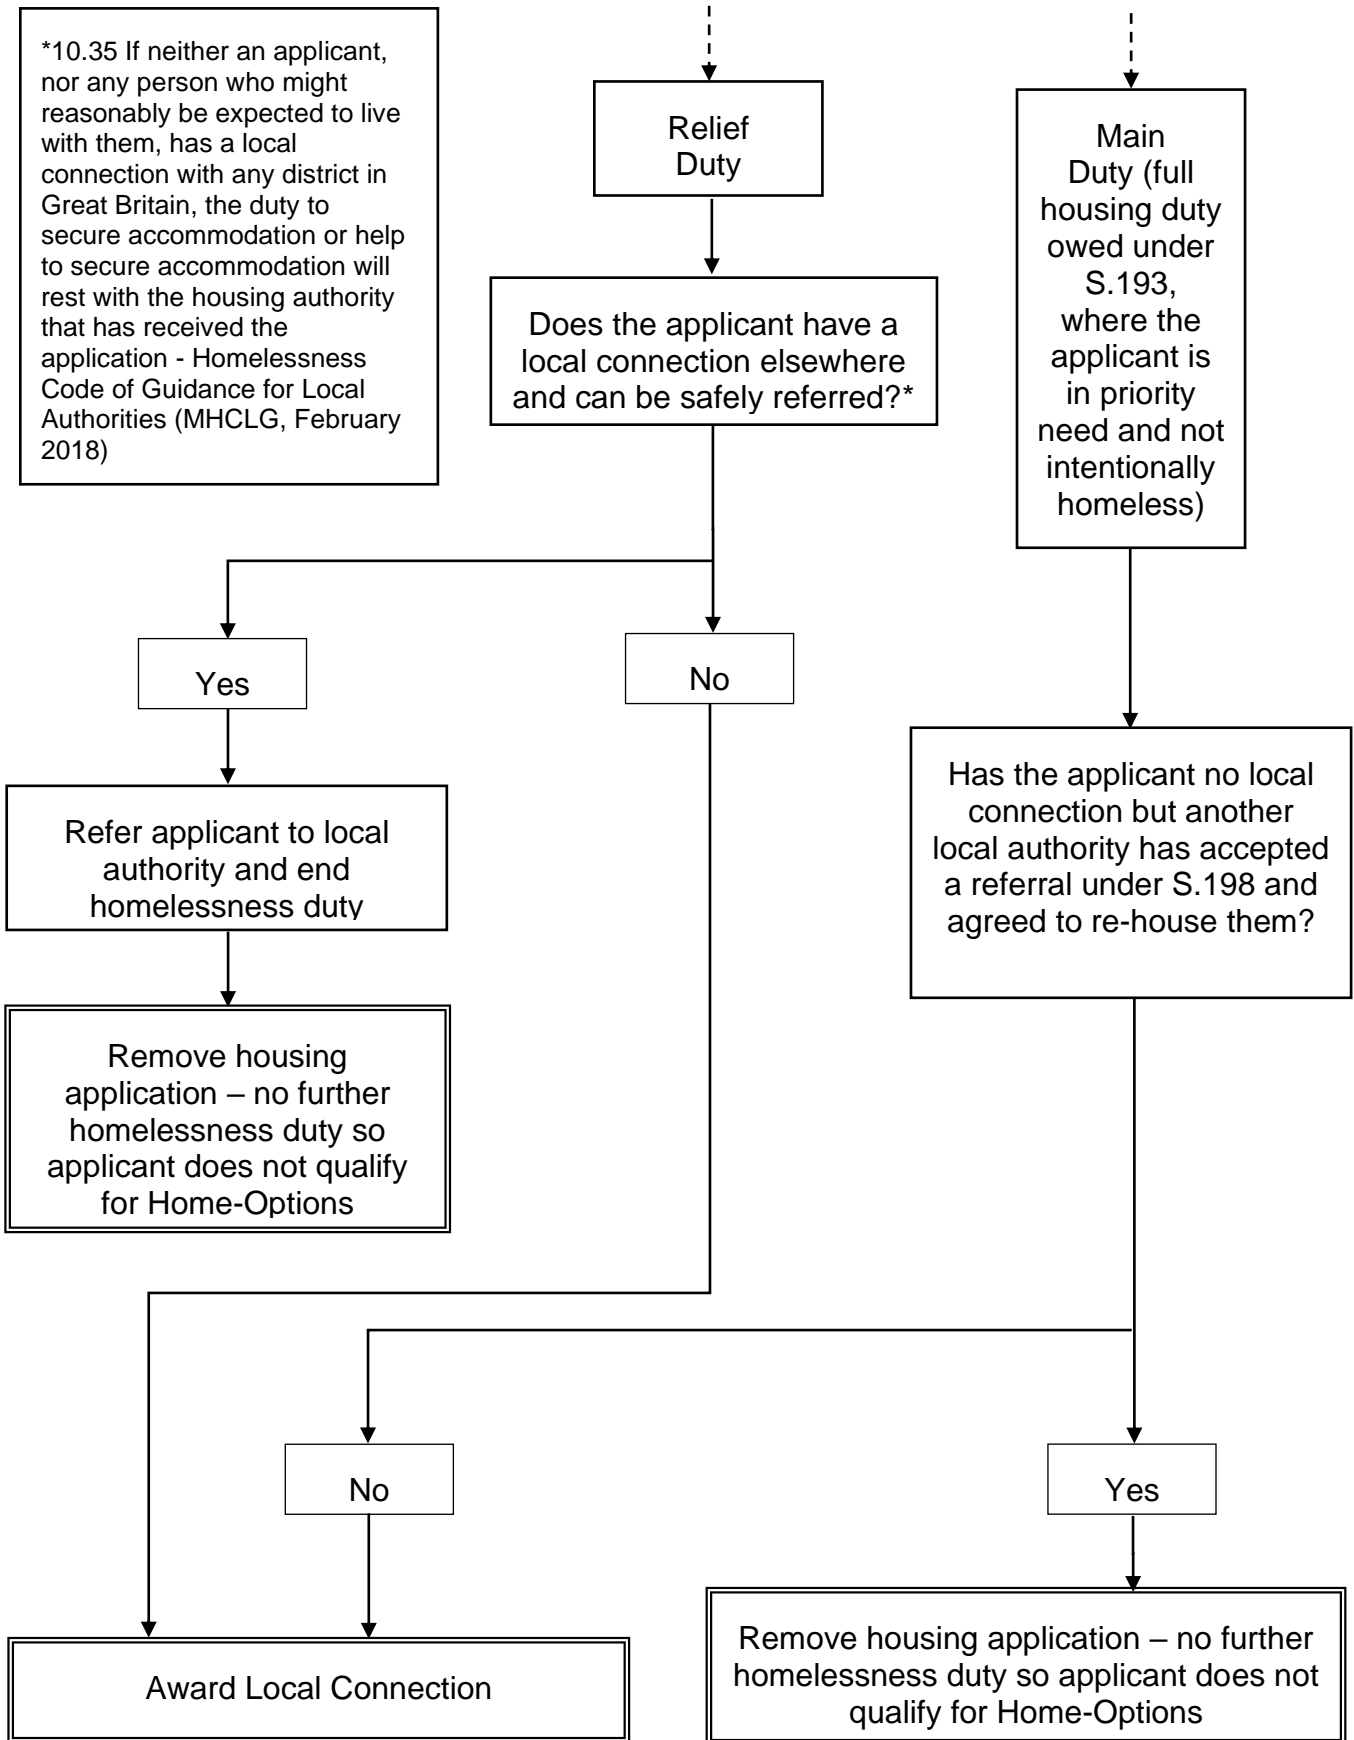 *10.35 If neither an applicant,
nor any person who might
reasonably be expected to live
with them, has a local
connection with any district in
Great Britain, the duty to
secure accommodation or help
to secure accommodation will
rest with the housing authority
that has received the
application - Homelessness
Code of Guidance for Local
Authorities (MHCLG, February
2018)
Relief
Duty
Main
Duty (full
housing duty
owed under
S.193,
where the
applicant is
in priority
need and not
intentionally
homeless)
Does the applicant have a
local connection elsewhere
and can be safely referred?*
Yes
No
Refer applicant to local
authority and end
homelessness duty
Has the applicant no local
connection but another
local authority has accepted
a referral under S.198 and
agreed to re-house them?
Remove housing
application – no further
homelessness duty so
applicant does not qualify
for Home-Options
No
Yes
Award Local Connection
Remove housing application – no further
homelessness duty so applicant does not
qualify for Home-Options